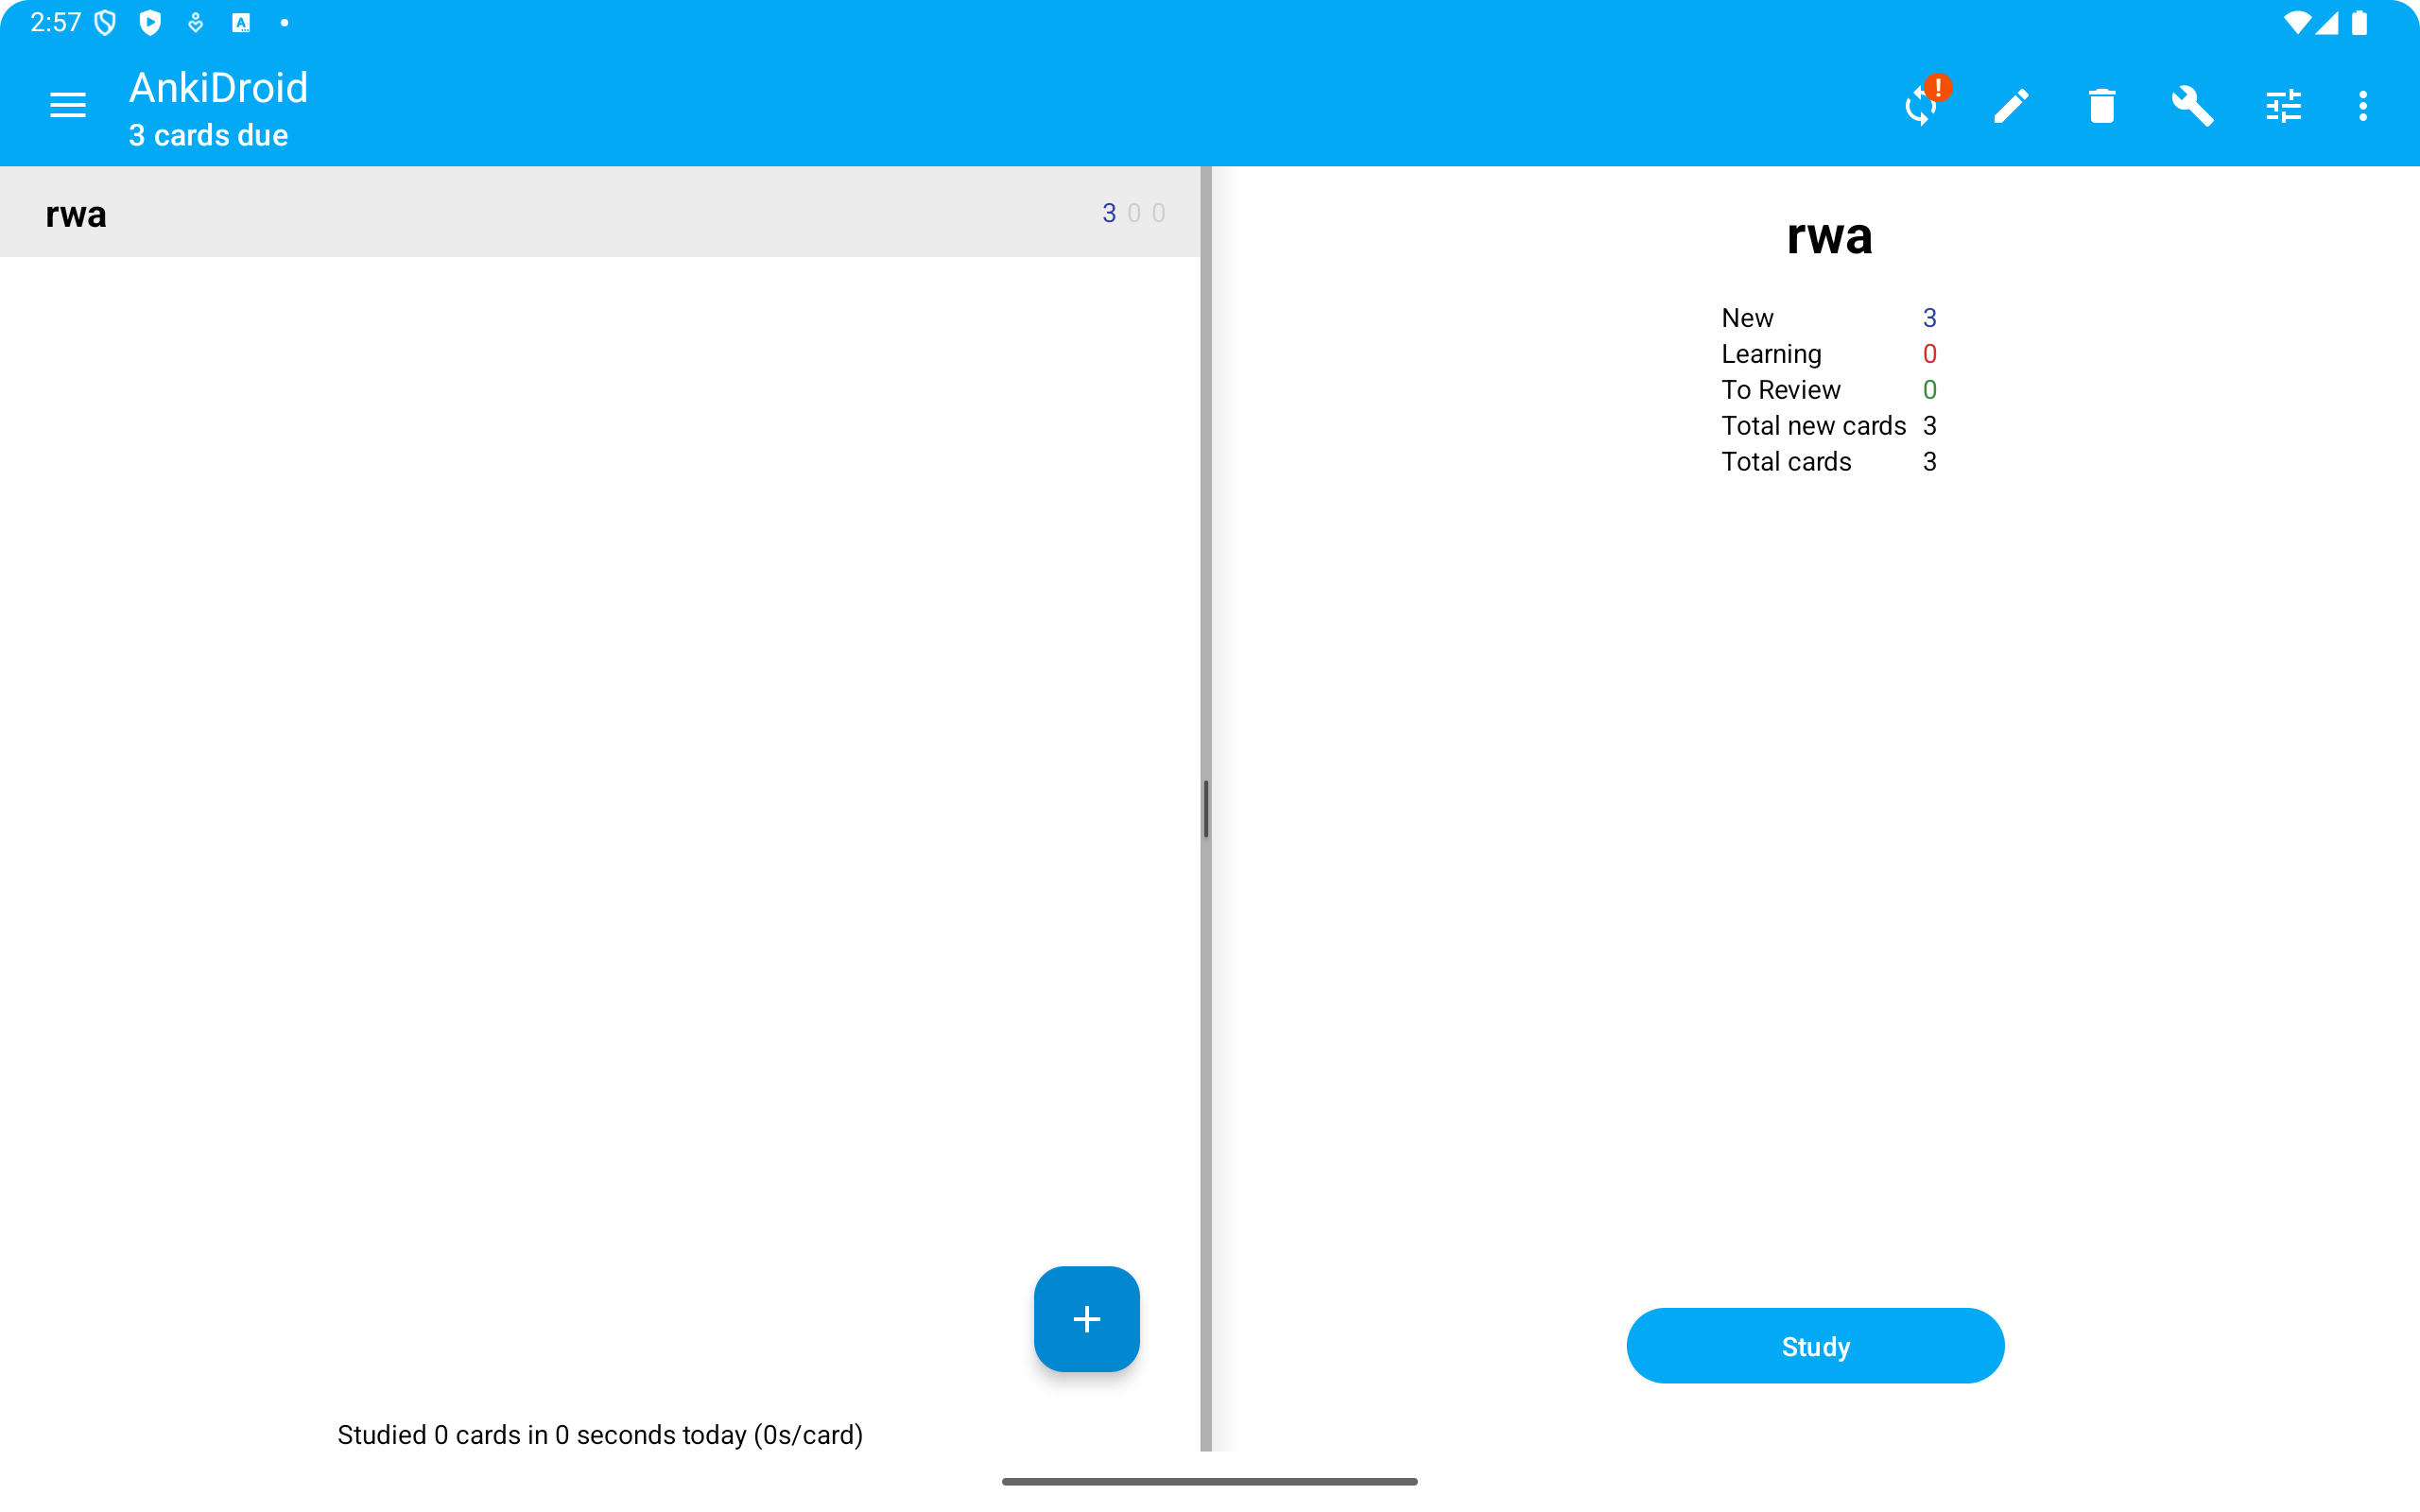 2:57
AnkiDroid
3 cards due
rwa
3 0 0
rwa
New 3
Learning 0
To Review 0
Total new cards 3
Total cards 3
Study
Studied 0 cards in 0 seconds today (0s/card)